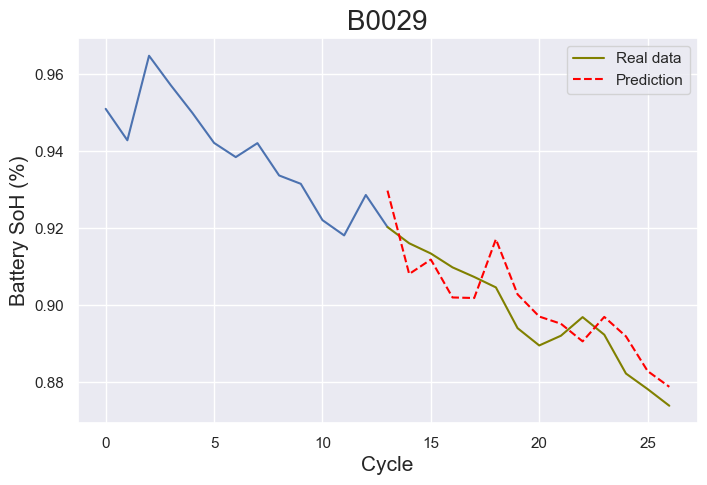 B0029
Real data
Prediction
Battery SoH (%)
0.96
0.94
0.92
0.90
0.88
0
5
10
15
20
25
Cycle